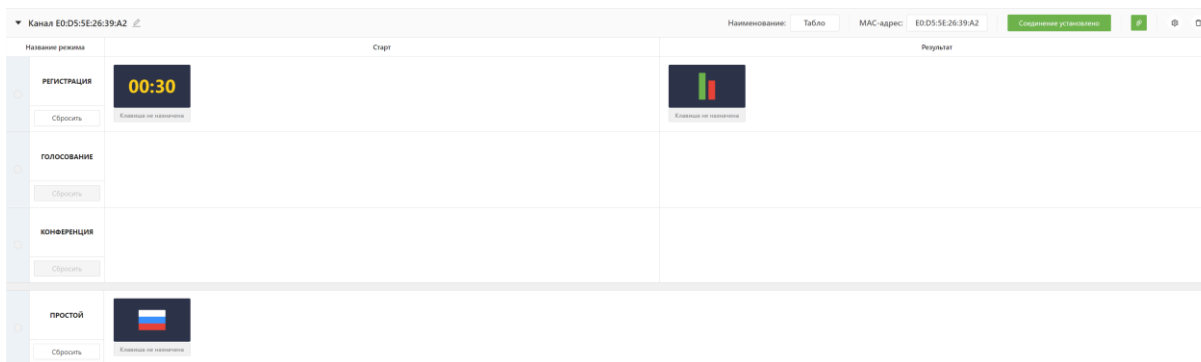 Канал E0:D5:5E:26:39:A2 Наименование: Табло MAC-адрес: E0:D5:5E:26:39:A2 Соединение установлено
Название режима Старт Результат
РЕГИСТРАЦИЯ 00:30
Сбросить Клавиша не назначена Клавиша не назначена
ГОЛОСОВАНИЕ
Сбросить
КОНФЕРЕНЦИЯ
Сбросить
ПРОСТОЙ
Сбросить Клавиша не назначена